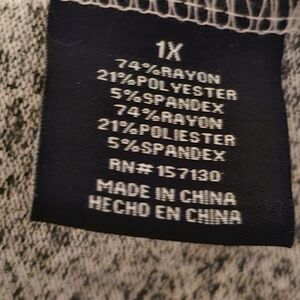 1X
74%RAYON
21%POLYESTER
5%SPANDEX
74%RAYON
21%POLIESTER
5%SPANDEX
RN#157130
MADE IN CHINA
HECHO EN CHINA